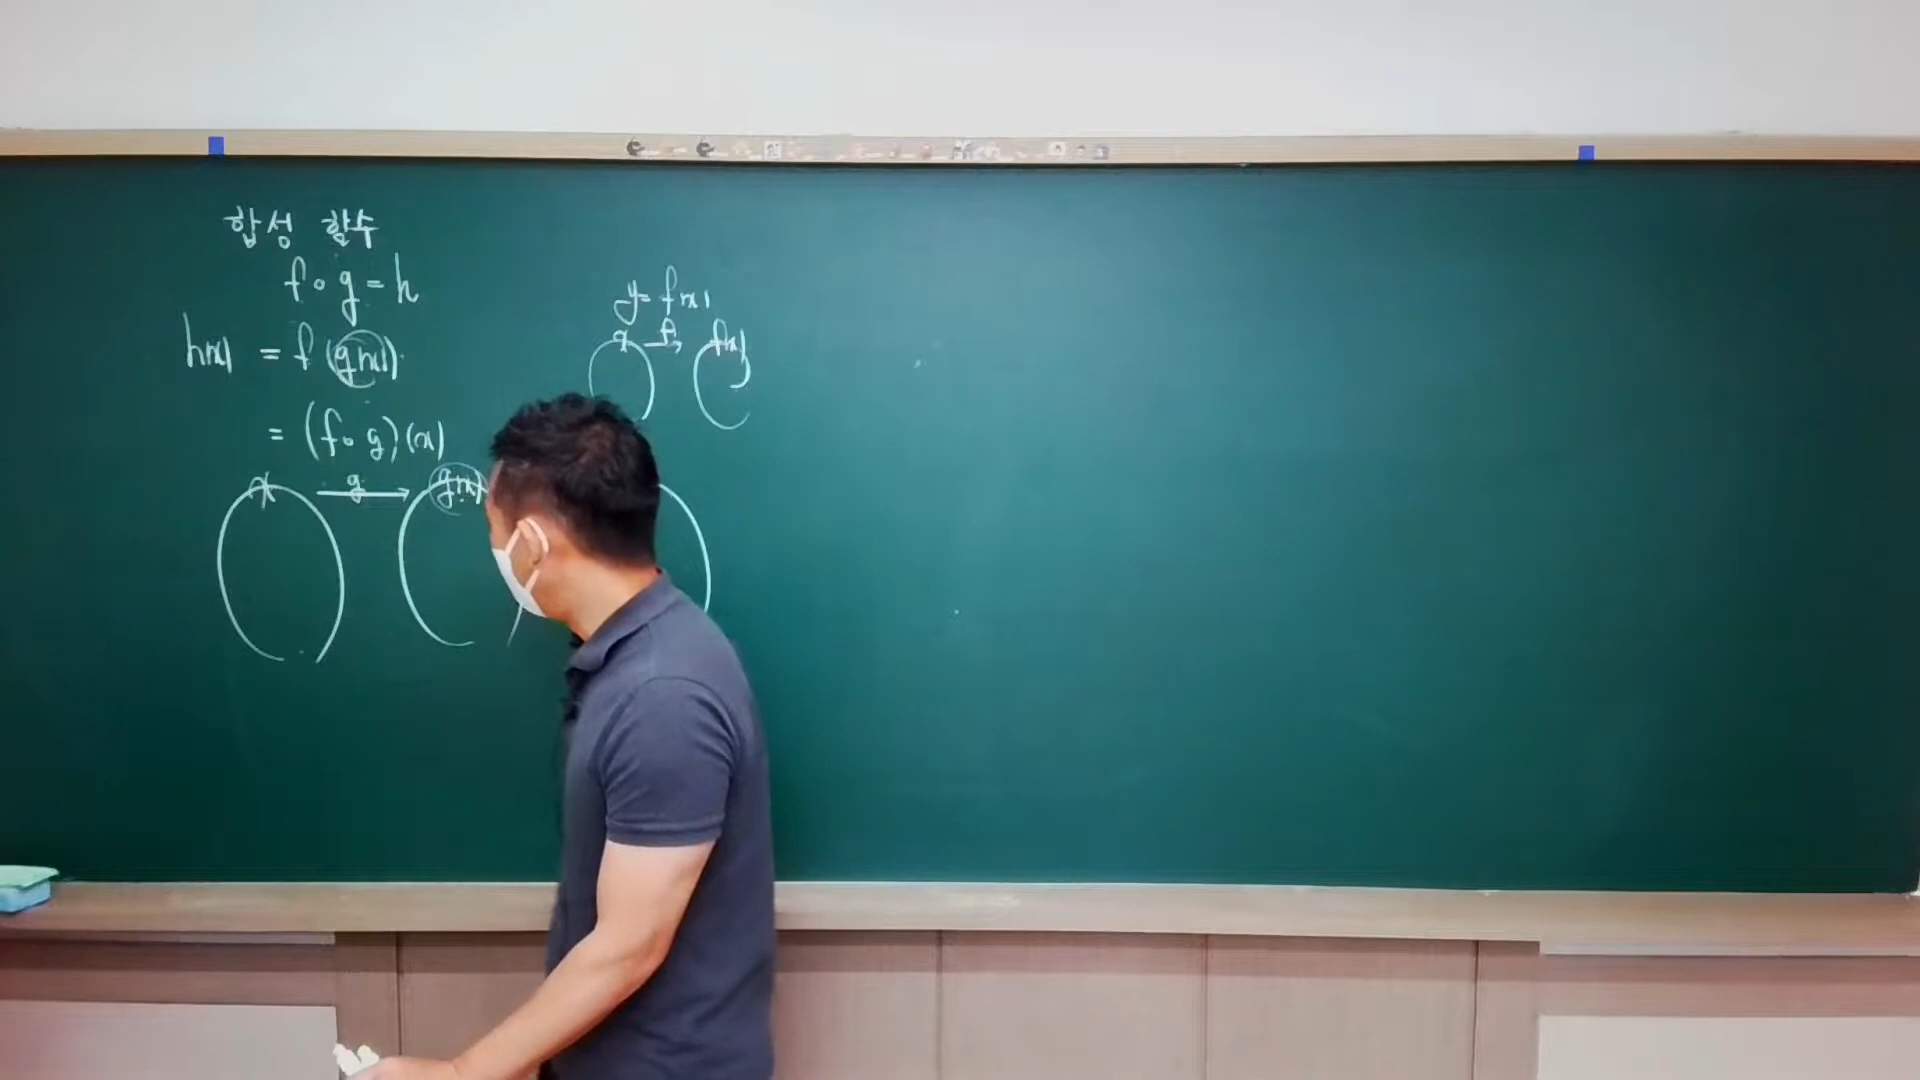 합성 함수
f∘g=h
h(x) = f(g(x))
= (f∘g)(x)
x g g(x)
y=f(x)
x f f(x)